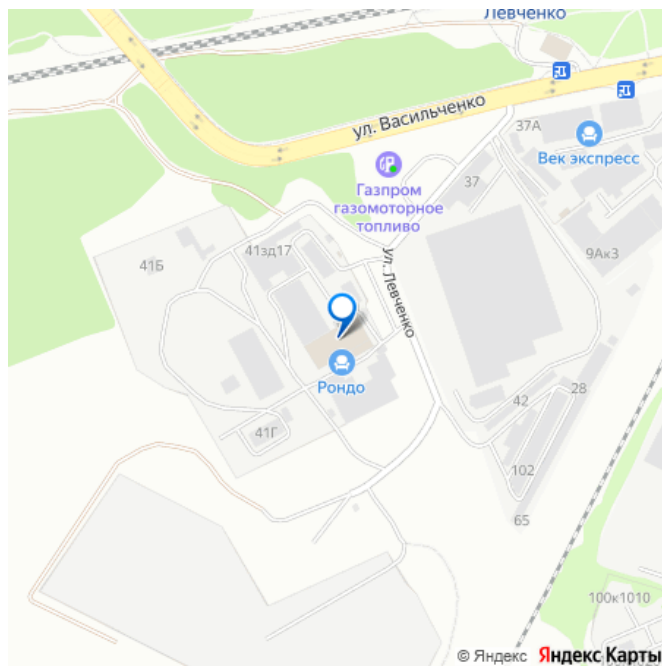 Левченко
ул. Васильченко
37А
Век экспресс
37
Газпром
газомоторное
топливо
9Ак3
41зд17
41Б
ул. Левченко
Рондо
28
42
41Г
102
65
100к1010
© Яндекс Яндекс Карты